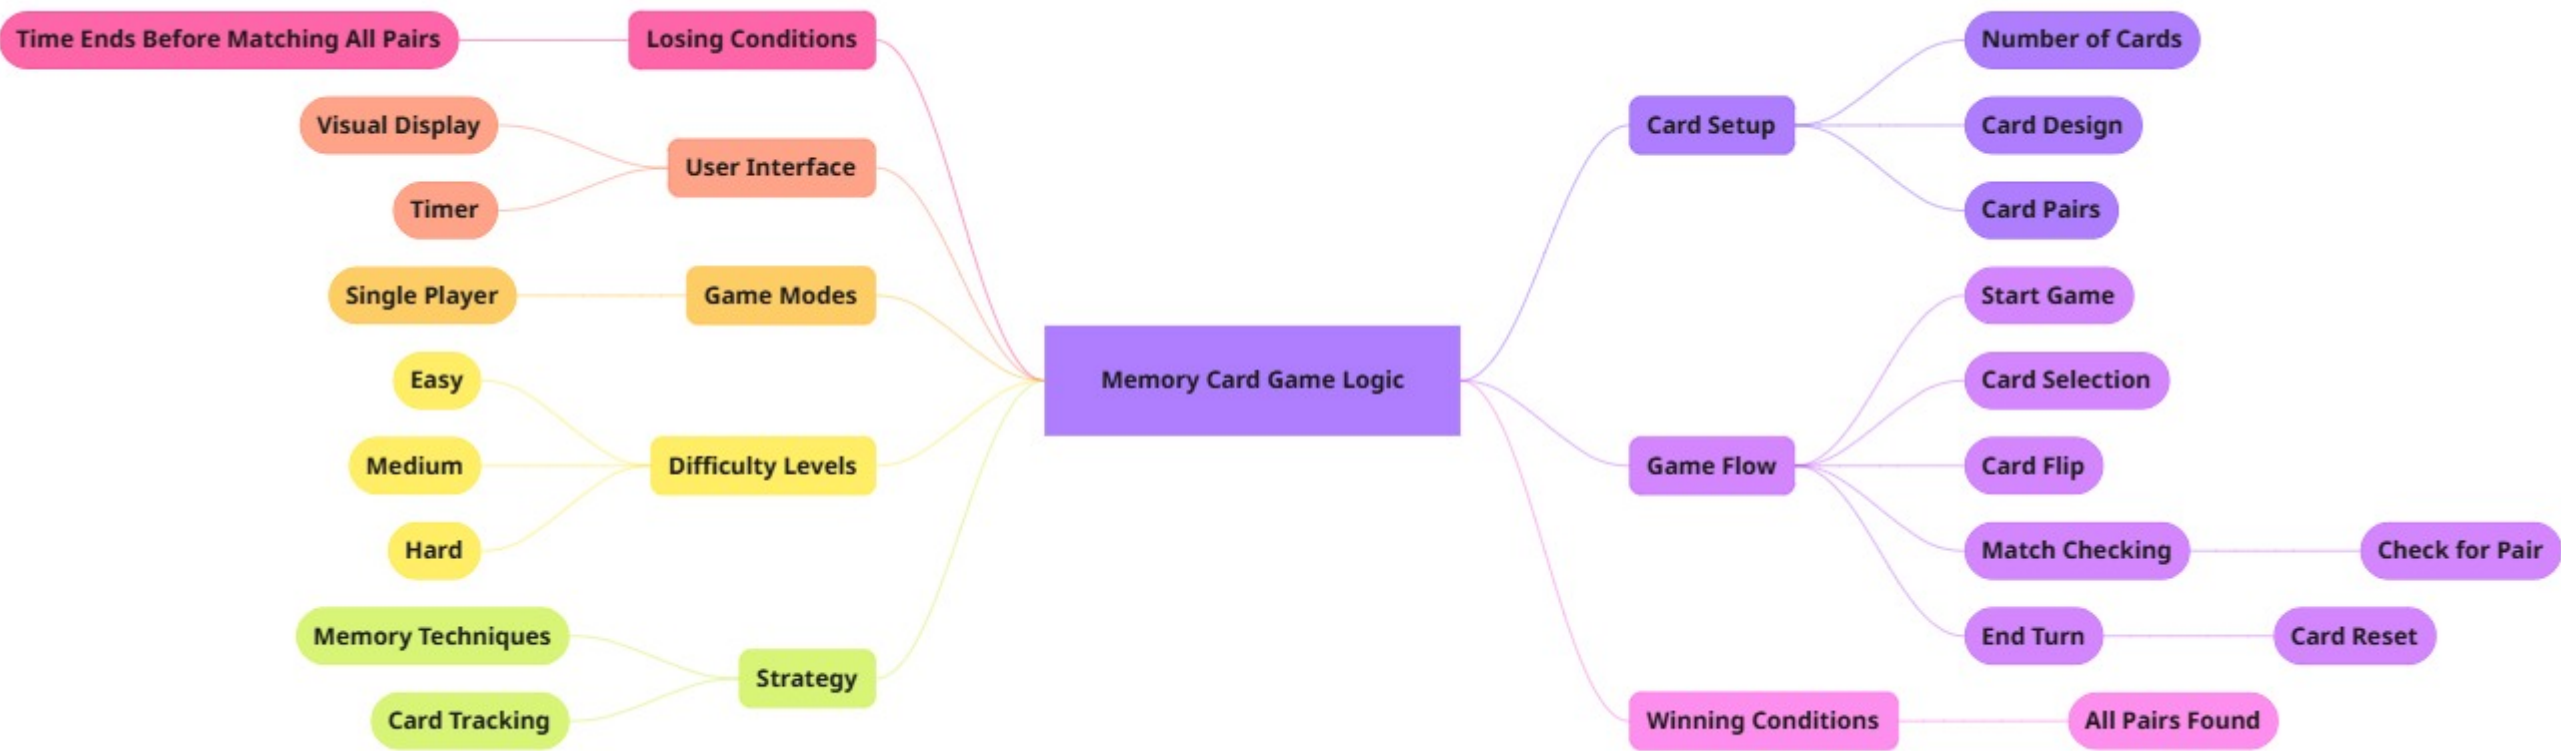 Time Ends Before Matching All Pairs
Losing Conditions
Visual Display
User Interface
Timer
Single Player
Game Modes
Easy
Medium
Difficulty Levels
Hard
Memory Techniques
Strategy
Card Tracking
Memory Card Game Logic
Number of Cards
Card Setup
Card Design
Card Pairs
Start Game
Card Selection
Game Flow
Card Flip
Match Checking
Check for Pair
End Turn
Card Reset
Winning Conditions
All Pairs Found